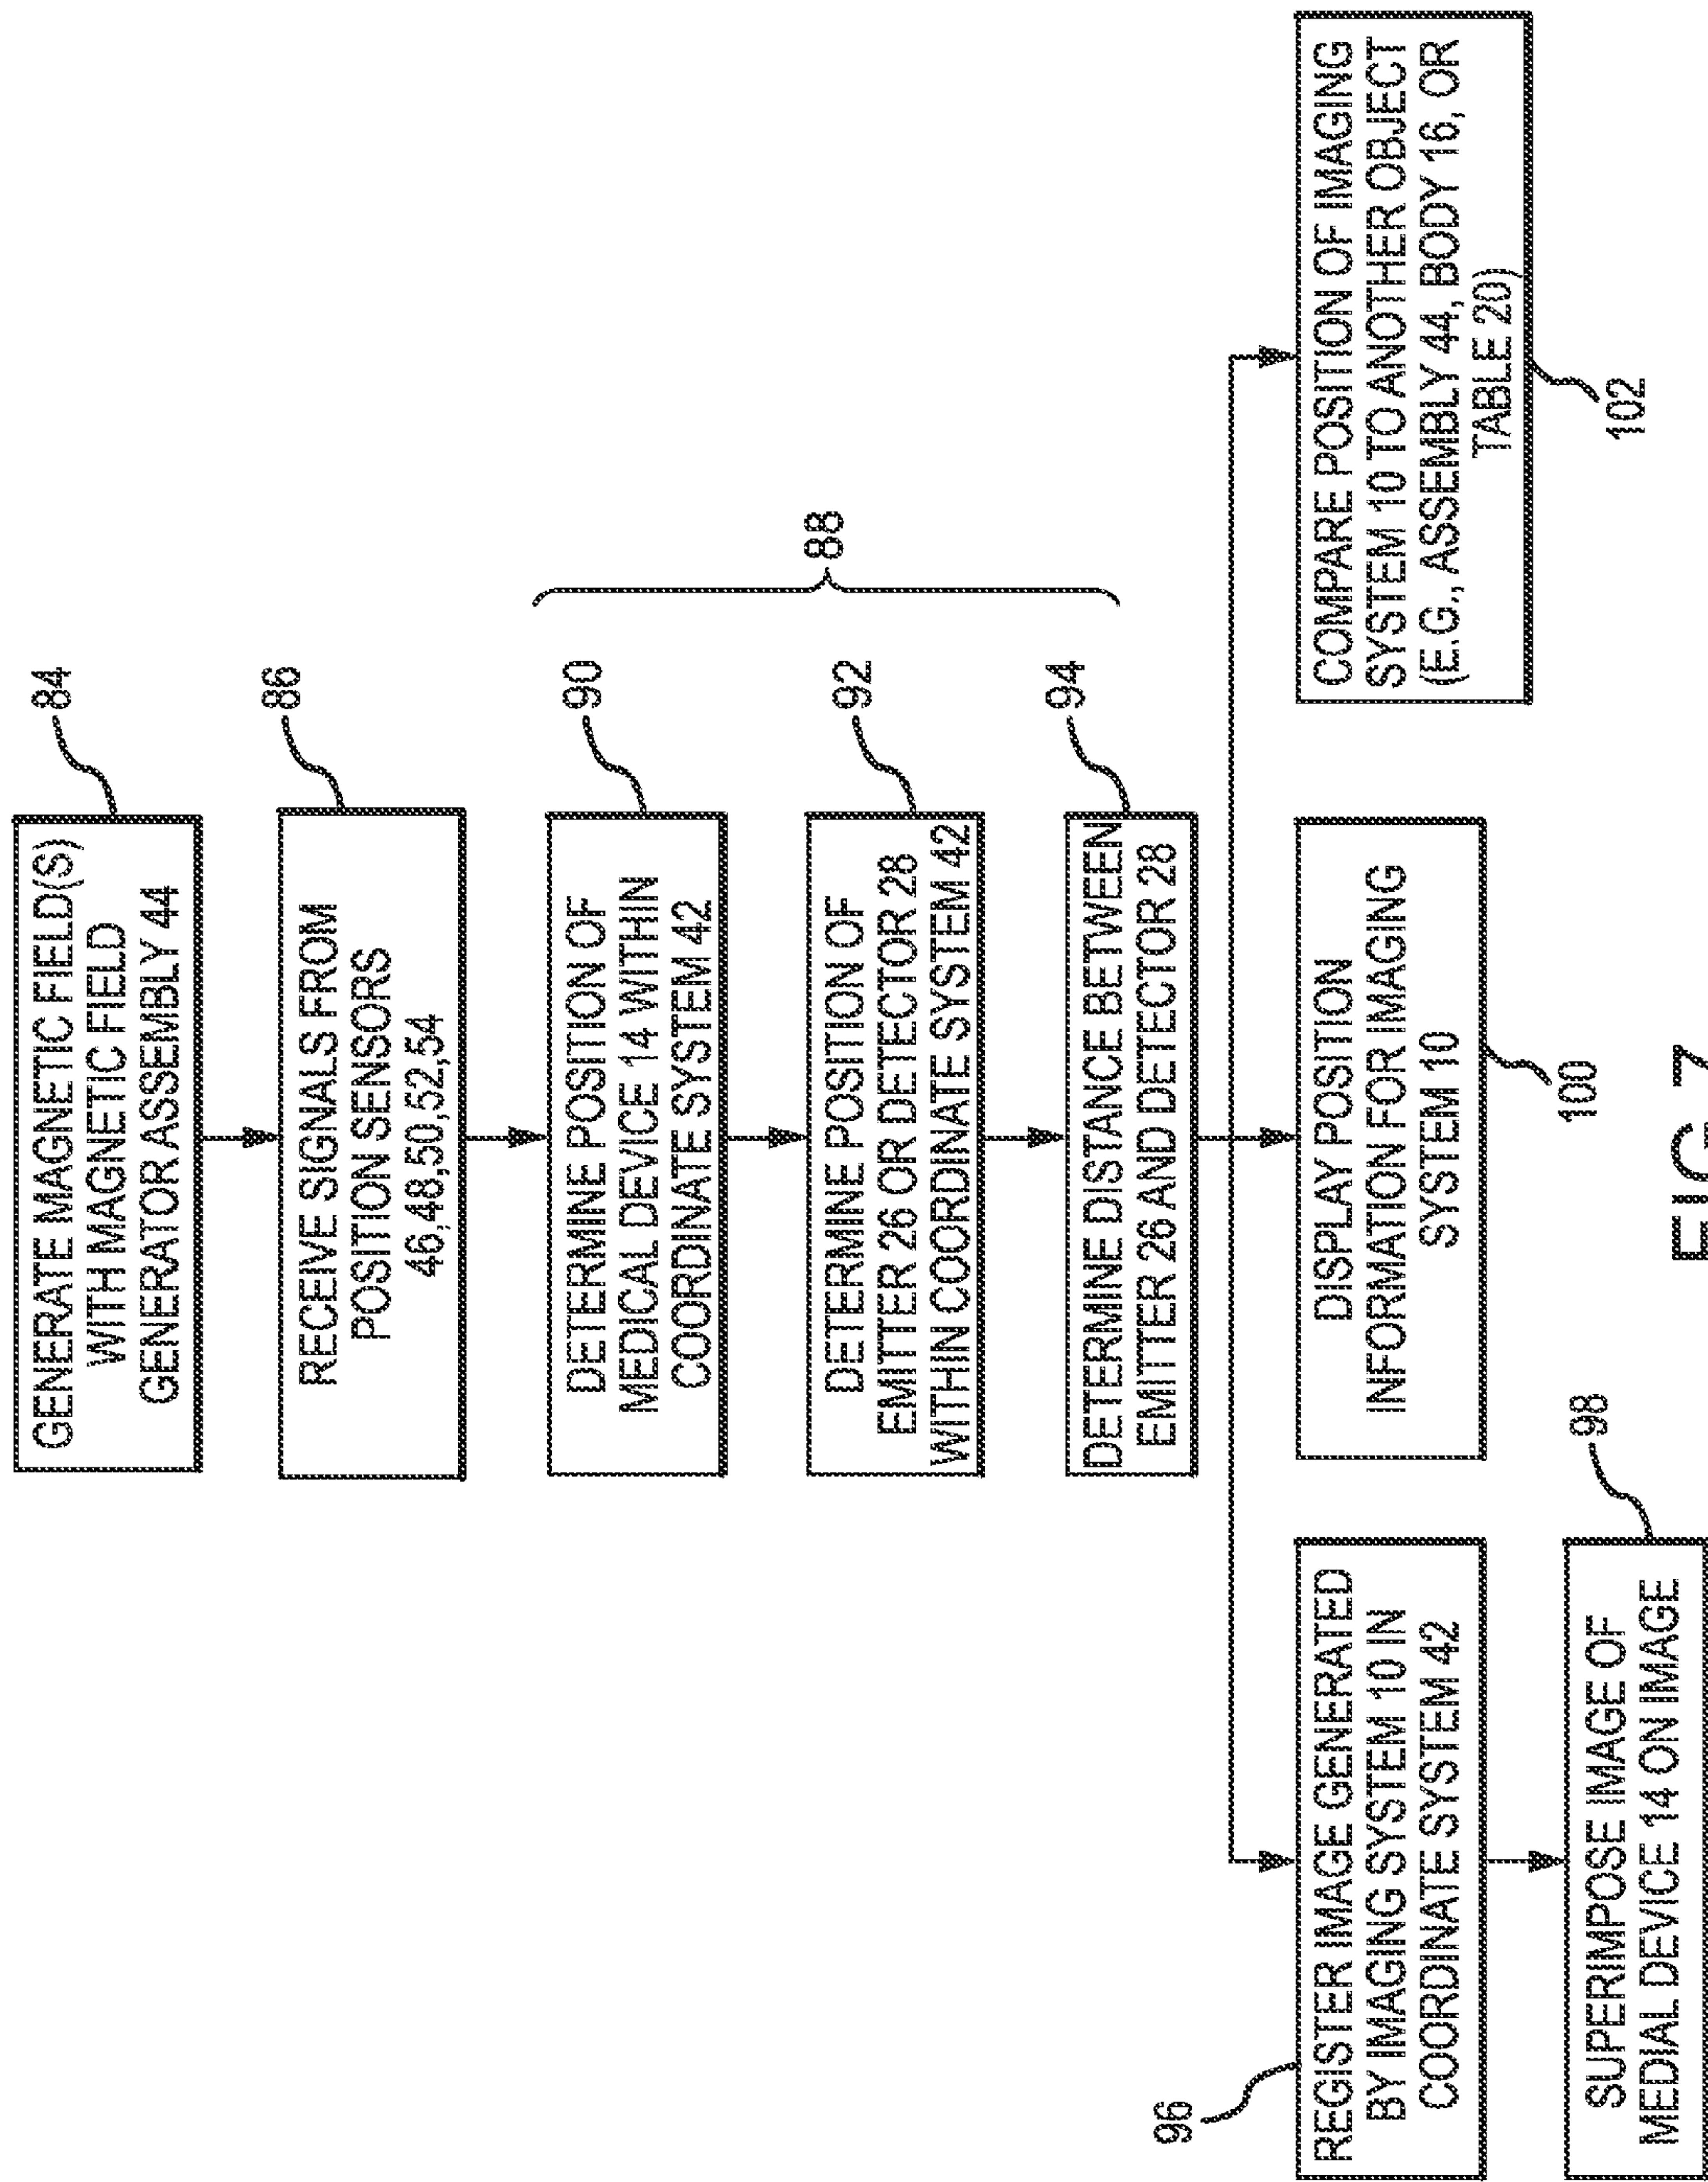 84
GENERATE MAGNETIC FIELD(S)
WITH MAGNETIC FIELD
GENERATOR ASSEMBLY 44
86
RECEIVE SIGNALS FROM
POSITION SENSORS
46,48,50,52,54
88
90
DETERMINE POSITION OF
MEDICAL DEVICE 14 WITHIN
COORDINATE SYSTEM 42
92
DETERMINE POSITION OF
EMITTER 26 OR DETECTOR 28
WITHIN COORDINATE SYSTEM 42
94
DETERMINE DISTANCE BETWEEN
EMITTER 26 AND DETECTOR 28
96
REGISTER IMAGE GENERATED
BY IMAGING SYSTEM 10 IN
COORDINATE SYSTEM 42
98
SUPERIMPOSE IMAGE OF
MEDIAL DEVICE 14 ON IMAGE
DISPLAY POSITION
INFORMATION FOR IMAGING
SYSTEM 10
100
COMPARE POSITION OF IMAGING
SYSTEM 10 TO ANOTHER OBJECT
(E.G., ASSEMBLY 44, BODY 16, OR
TABLE 20)
102
FIG. 7